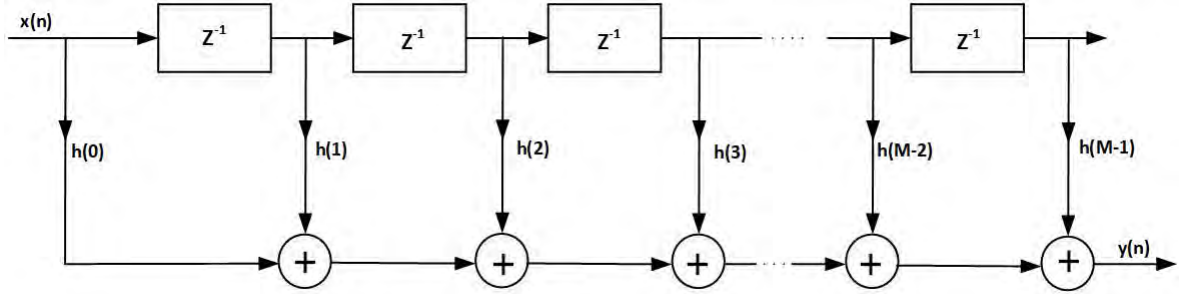 x(n)
Z⁻¹
Z⁻¹
Z⁻¹
.....
Z⁻¹
h(0)
h(1)
h(2)
h(3)
h(M-2)
h(M-1)
+
+
+
.....
+
+
y(n)